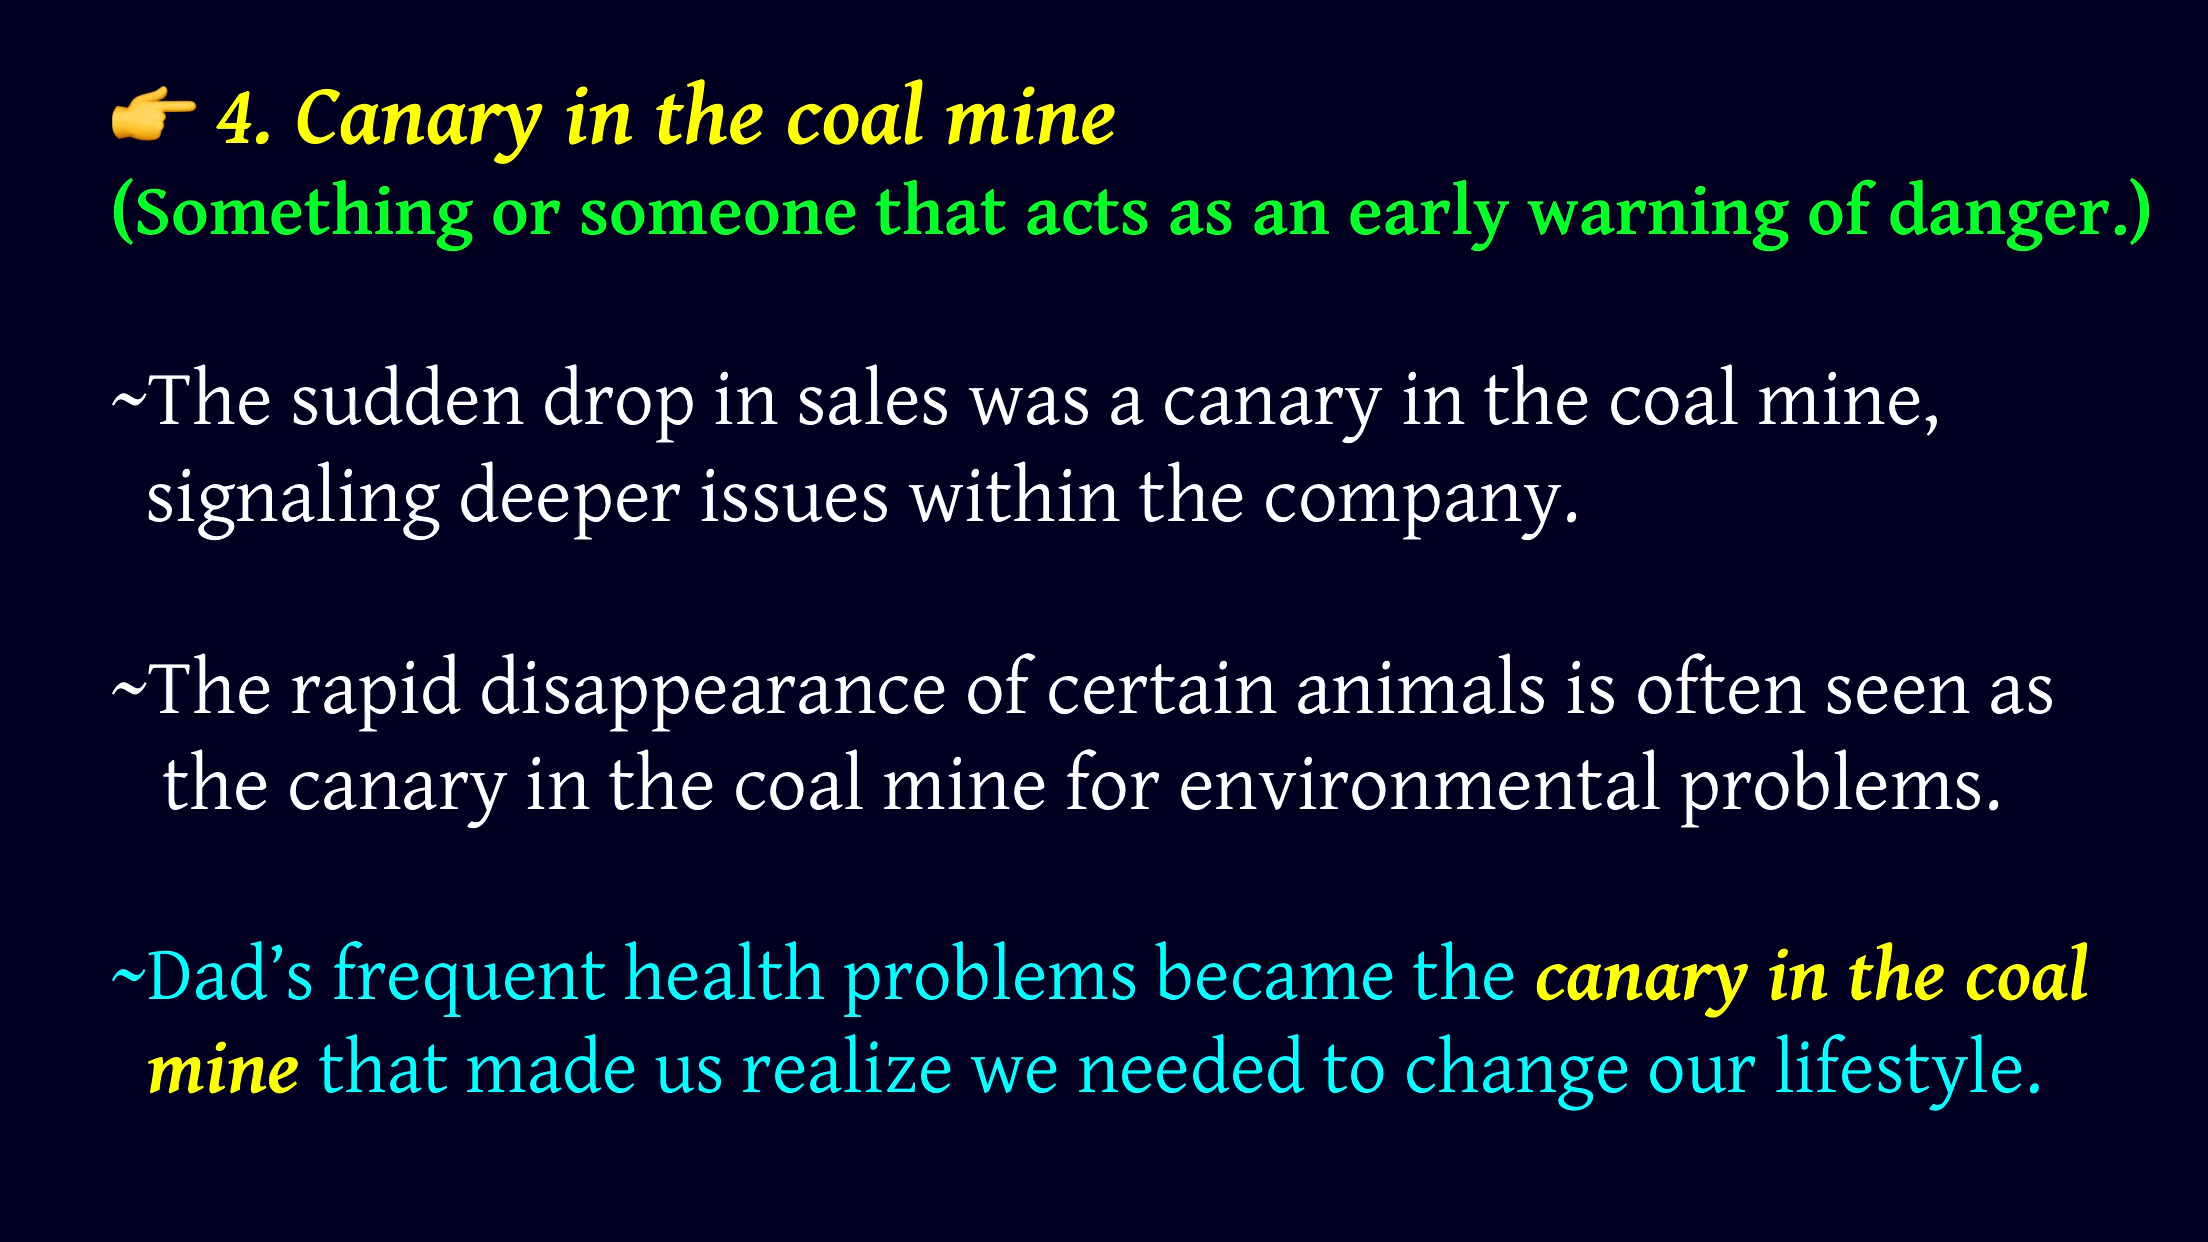 👉 4. Canary in the coal mine
(Something or someone that acts as an early warning of danger.)
~The sudden drop in sales was a canary in the coal mine,
signaling deeper issues within the company.
~The rapid disappearance of certain animals is often seen as
the canary in the coal mine for environmental problems.
~Dad’s frequent health problems became the canary in the coal
mine that made us realize we needed to change our lifestyle.